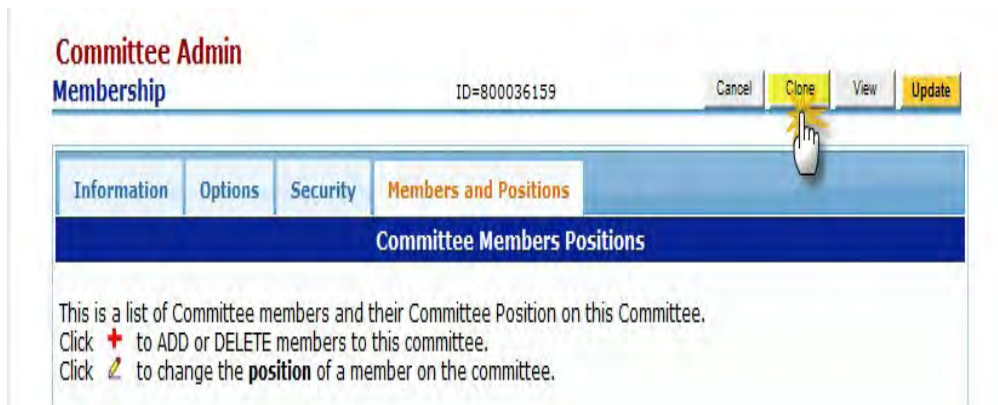 Committee Admin
Membership ID=800036159 Cancel Clone View Update
Information Options Security Members and Positions
Committee Members Positions
This is a list of Committee members and their Committee Position on this Committee.
Click + to ADD or DELETE members to this committee.
Click to change the position of a member on the committee.